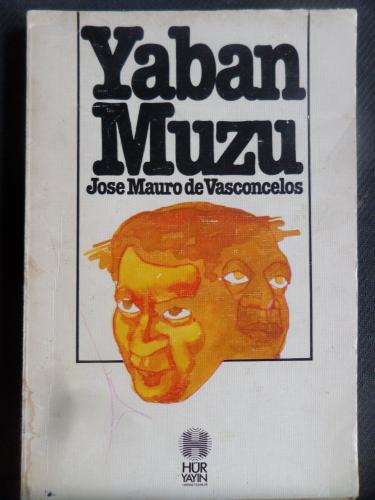 Yaban
Muzu
Jose Mauro de Vasconcelos
HÜR
YAYIN